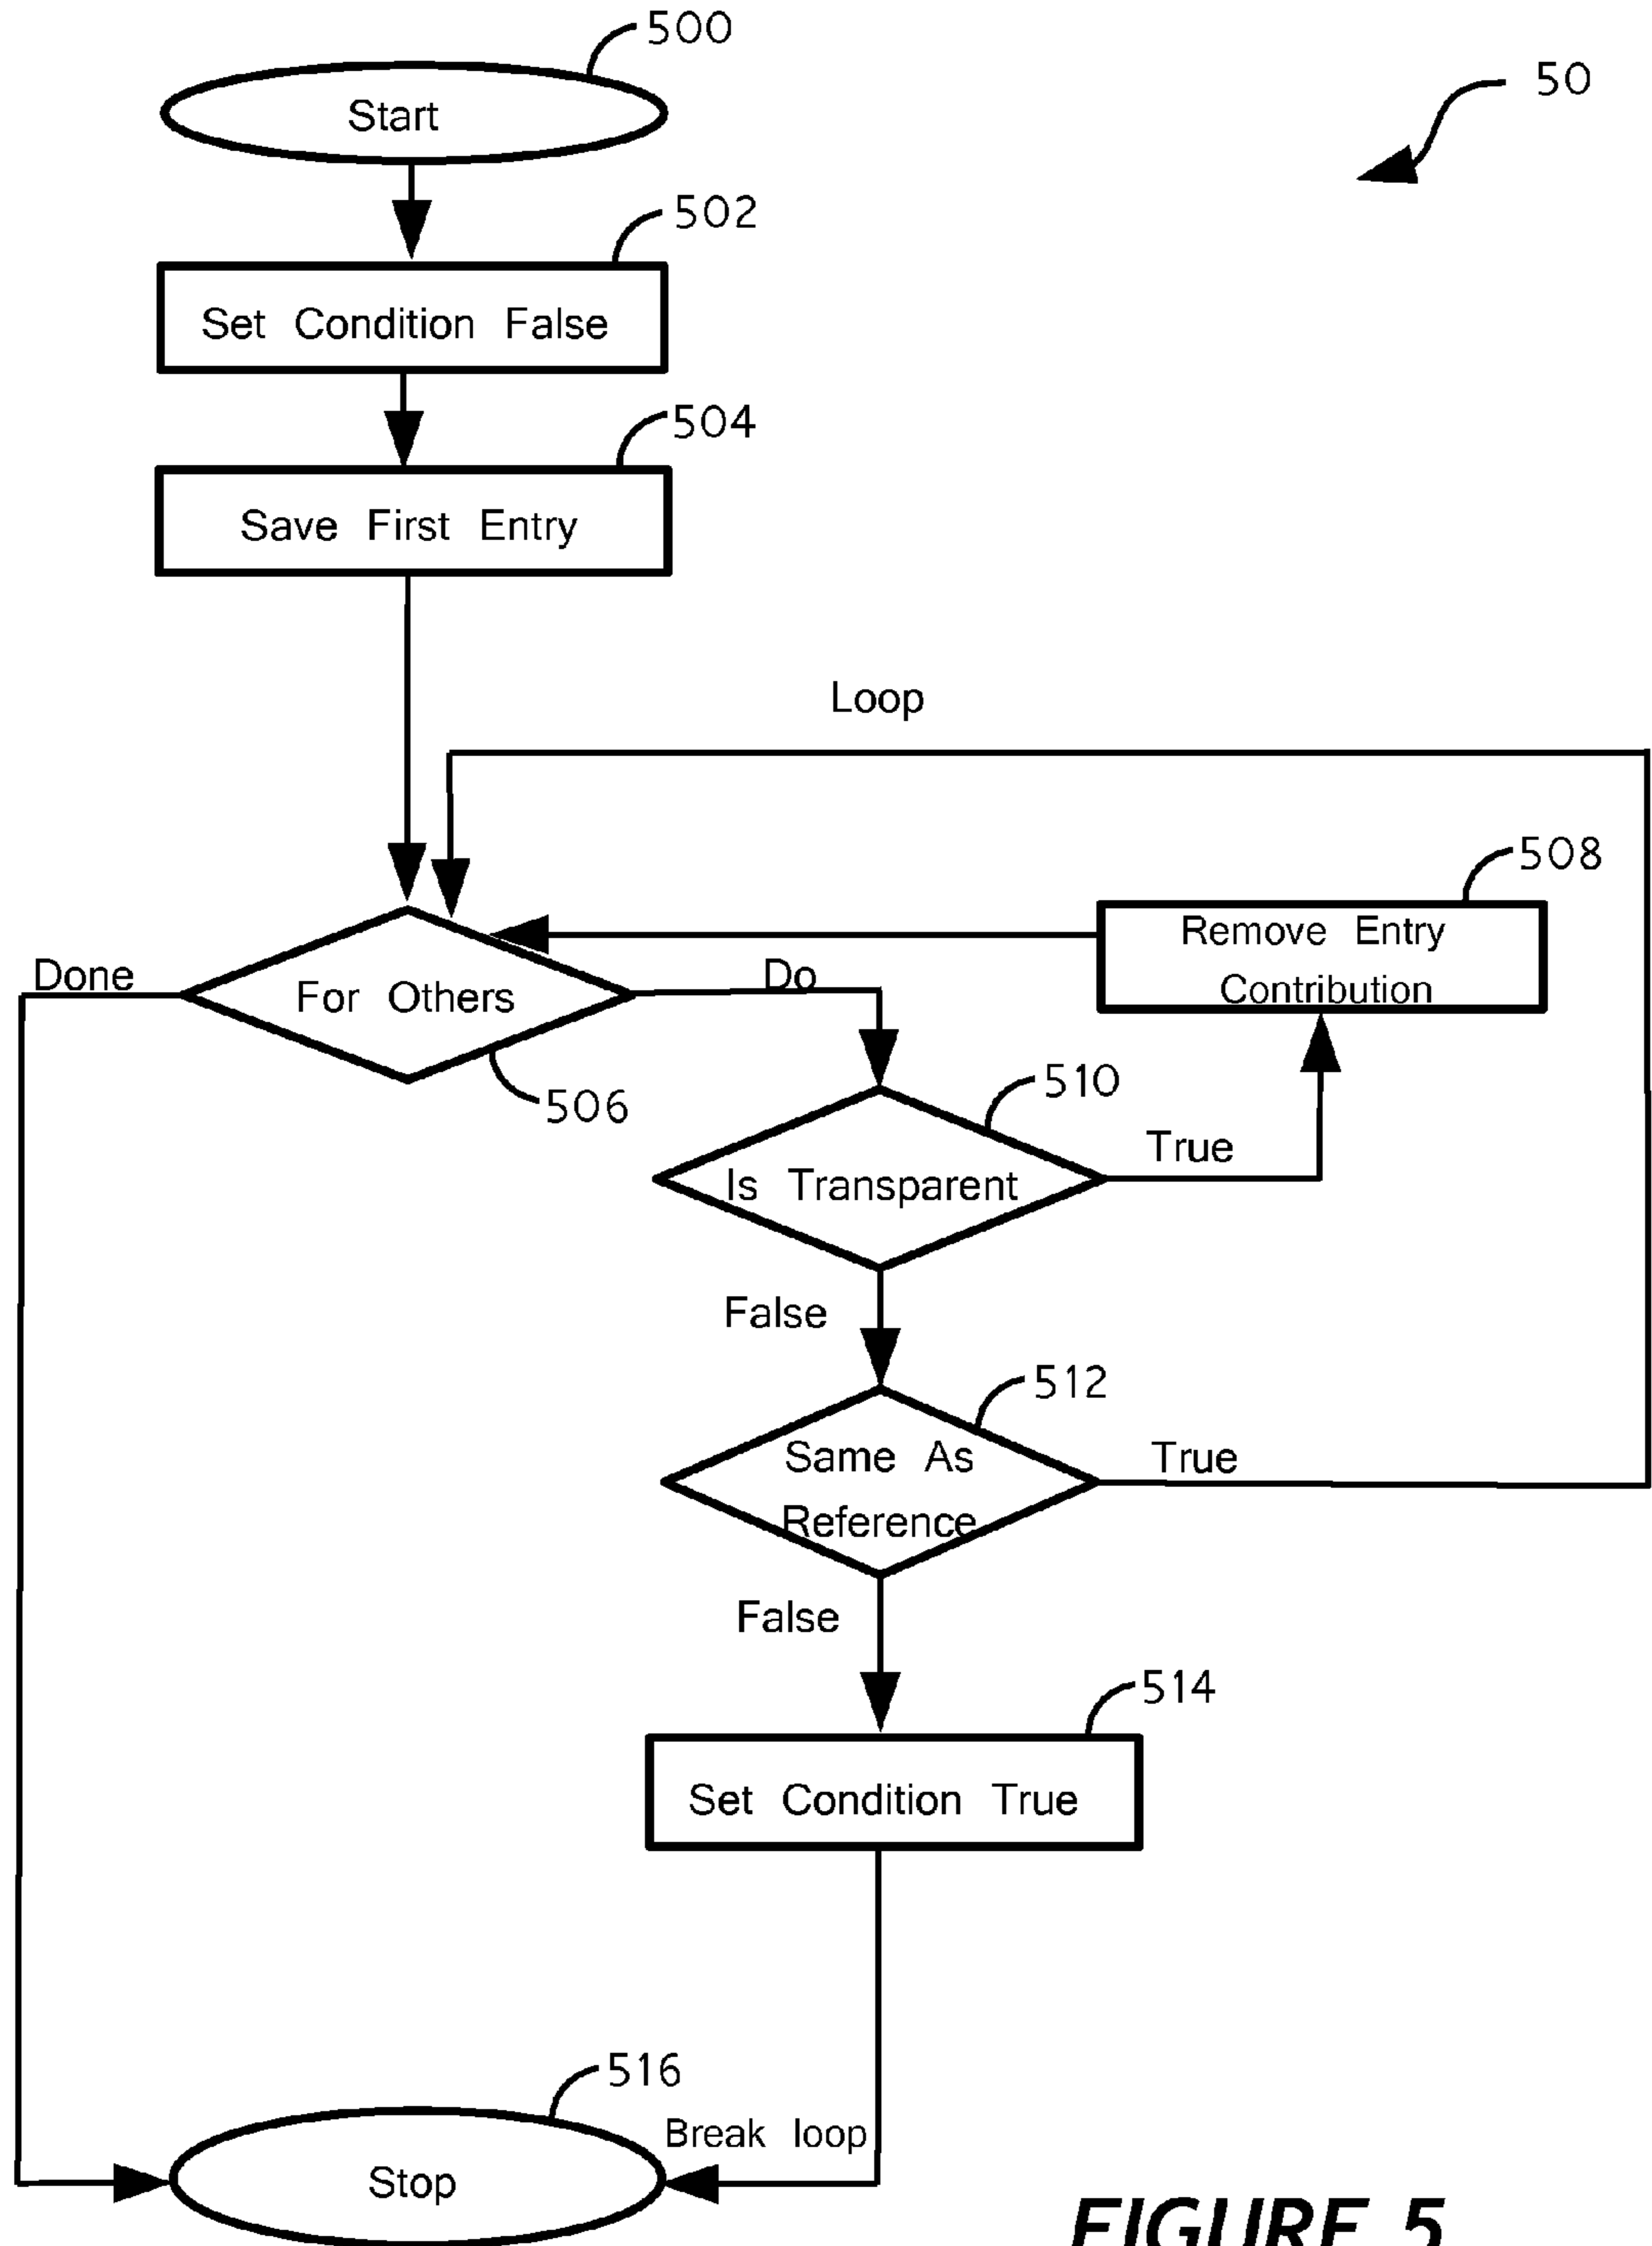 500
Start
50
502
Set Condition False
504
Save First Entry
Loop
508
Remove Entry
Contribution
Done
For Others
Do
506
510
Is Transparent
True
False
512
Same As
Reference
True
False
514
Set Condition True
516
Stop
Break loop
FIGURE 5